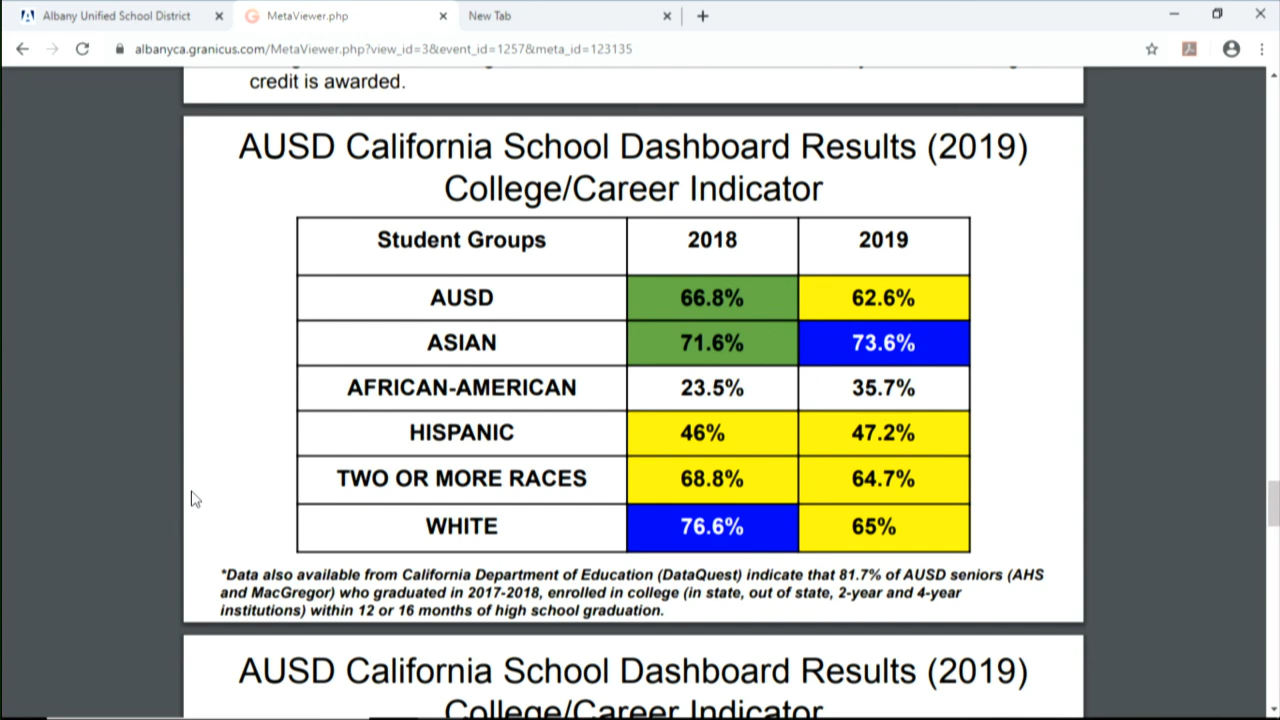 Albany Unified School District
MetaViewer.php
New Tab
albanyca.granicus.com/MetaViewer.php?view_id=3&event_id=1257&meta_id=123135
credit is awarded.
AUSD California School Dashboard Results (2019)
College/Career Indicator
Student Groups 2018 2019
AUSD 66.8% 62.6%
ASIAN 71.6% 73.6%
AFRICAN-AMERICAN 23.5% 35.7%
HISPANIC 46% 47.2%
TWO OR MORE RACES 68.8% 64.7%
WHITE 76.6% 65%
*Data also available from California Department of Education (DataQuest) indicate that 81.7% of AUSD seniors (AHS
and MacGregor) who graduated in 2017-2018, enrolled in college (in state, out of state, 2-year and 4-year
institutions) within 12 or 16 months of high school graduation.
AUSD California School Dashboard Results (2019)
College/Career Indicator